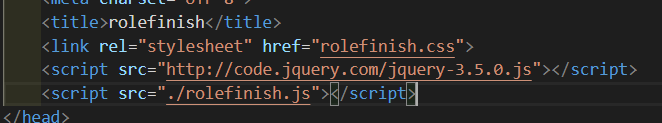 <meta charset="UTF-8">
<title>rolefinish</title>
<link rel="stylesheet" href="rolefinish.css">
<script src="http://code.jquery.com/jquery-3.5.0.js"></script>
<script src="./rolefinish.js"></script>
</head>